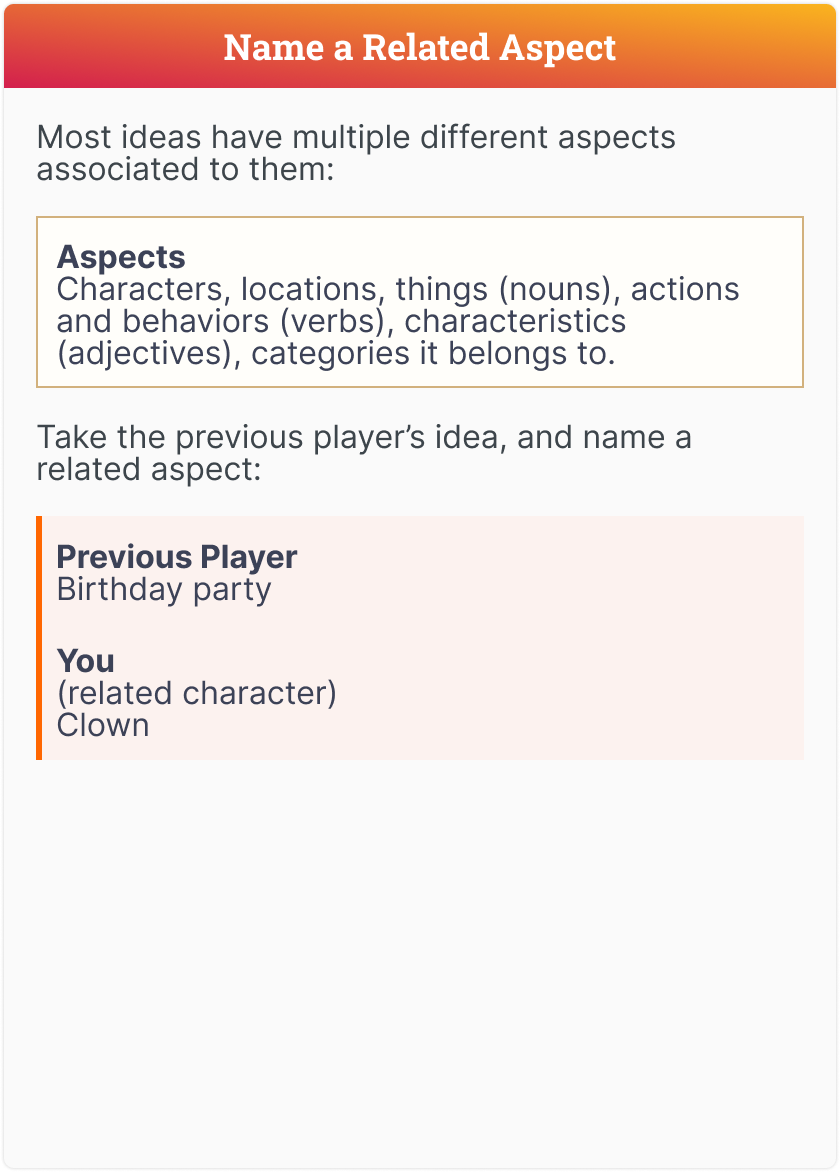 Name a Related Aspect
Most ideas have multiple different aspects
associated to them:
Aspects
Characters, locations, things (nouns), actions
and behaviors (verbs), characteristics
(adjectives), categories it belongs to.
Take the previous player’s idea, and name a
related aspect:
Previous Player
Birthday party
You
(related character)
Clown